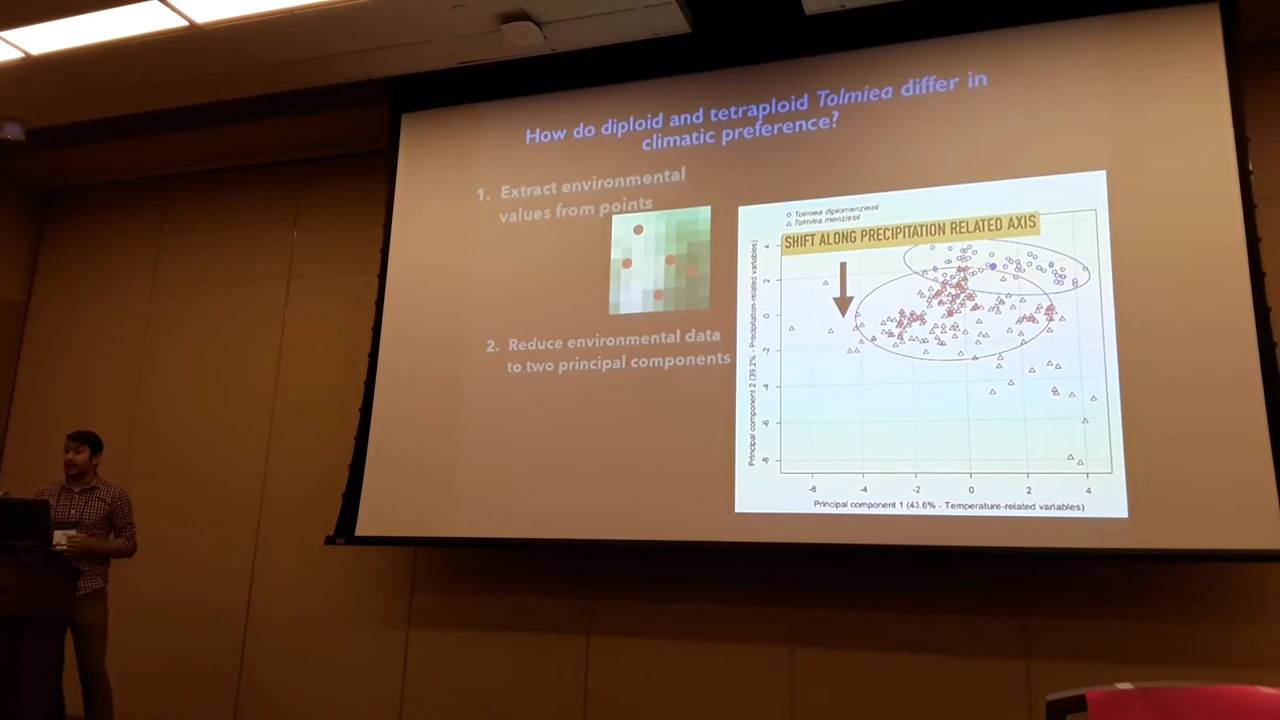 How do diploid and tetraploid Tolmiea differ in
climatic preference?
1. Extract environmental
values from points
2. Reduce environmental data
to two principal components
Tolmiea diplomenziesii
Tolmiea menziesii
SHIFT ALONG PRECIPITATION RELATED AXIS
Principal component 2 (39.2% - Precipitation-related variables)
4
2
0
-2
-4
-6
-8
-6
-4
-2
0
2
4
Principal component 1 (43.6% - Temperature-related variables)